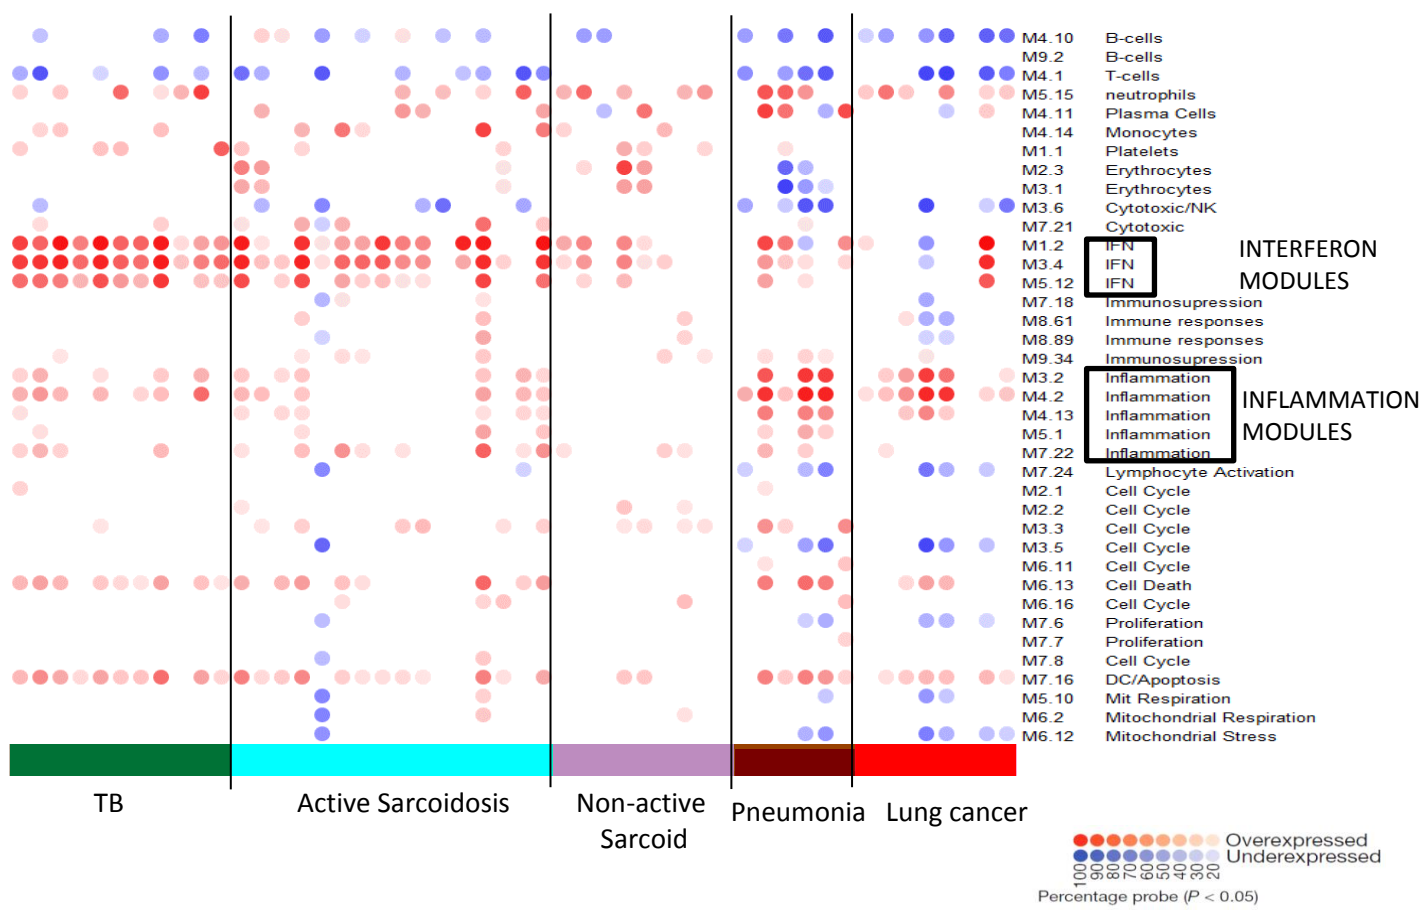 M4.10 B-cells
M9.2 B-cells
M4.1 T-cells
M5.15 neutrophils
M4.11 Plasma Cells
M4.14 Monocytes
M1.1 Platelets
M2.3 Erythrocytes
M3.1 Erythrocytes
M3.6 Cytotoxic/NK
M7.21 Cytotoxic
M1.2 IFN
M3.4 IFN
M5.12 IFN
INTERFERON
MODULES
M7.18 Immunosupression
M8.61 Immune responses
M8.89 Immune responses
M9.34 Immunosupression
M3.2 Inflammation
M4.2 Inflammation
M4.13 Inflammation
M5.1 Inflammation
M7.22 Inflammation
INFLAMMATION
MODULES
M7.24 Lymphocyte Activation
M2.1 Cell Cycle
M2.2 Cell Cycle
M3.3 Cell Cycle
M3.5 Cell Cycle
M6.11 Cell Cycle
M6.13 Cell Death
M6.16 Cell Cycle
M7.6 Proliferation
M7.7 Proliferation
M7.8 Cell Cycle
M7.16 DC/Apoptosis
M5.10 Mit Respiration
M6.2 Mitochondrial Respiration
M6.12 Mitochondrial Stress
TB
Active Sarcoidosis
Non-active
Sarcoid
Pneumonia
Lung cancer
Overexpressed
Underexpressed
100 90 80 70 60 50 40 30 20
Percentage probe (P < 0.05)